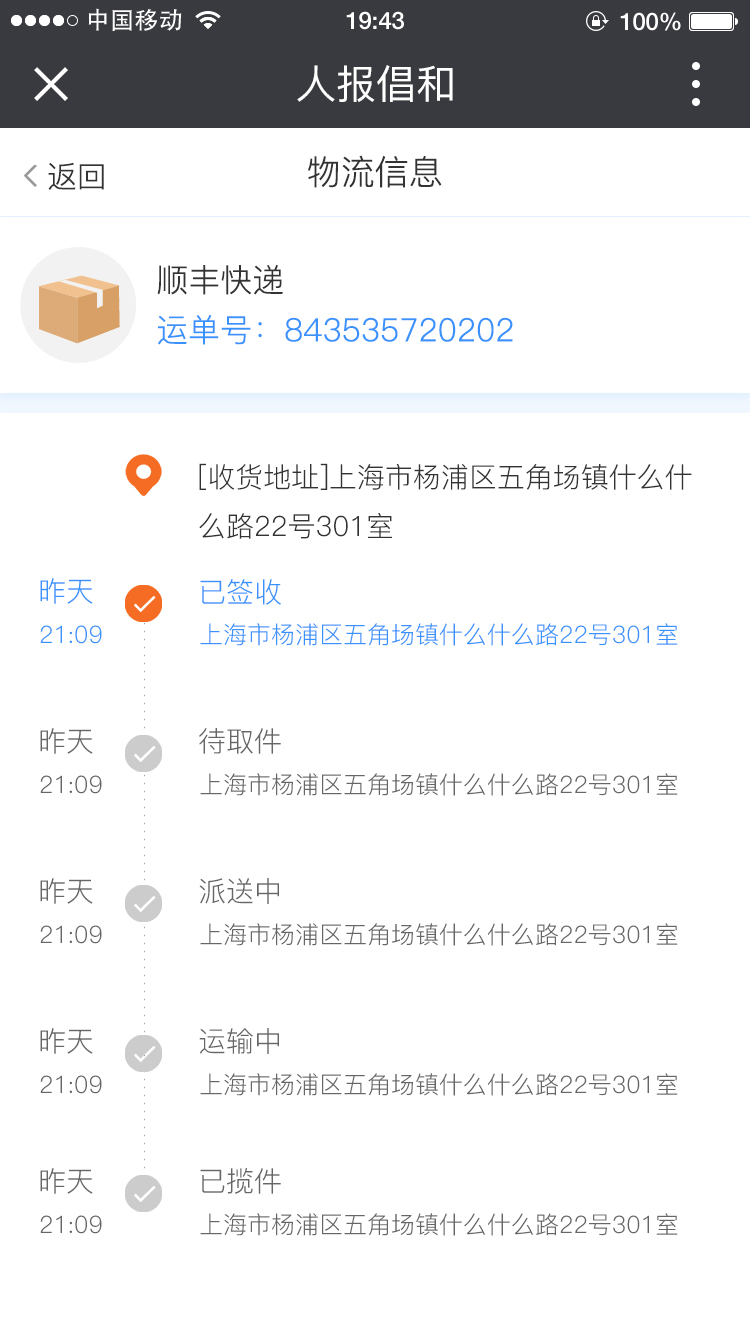 中国移动 19:43 100%
人报倡和
返回 物流信息
顺丰快递
运单号：843535720202
[收货地址]上海市杨浦区五角场镇什么什
么路22号301室
昨天 已签收
21:09 上海市杨浦区五角场镇什么什么路22号301室
昨天 待取件
21:09 上海市杨浦区五角场镇什么什么路22号301室
昨天 派送中
21:09 上海市杨浦区五角场镇什么什么路22号301室
昨天 运输中
21:09 上海市杨浦区五角场镇什么什么路22号301室
昨天 已揽件
21:09 上海市杨浦区五角场镇什么什么路22号301室